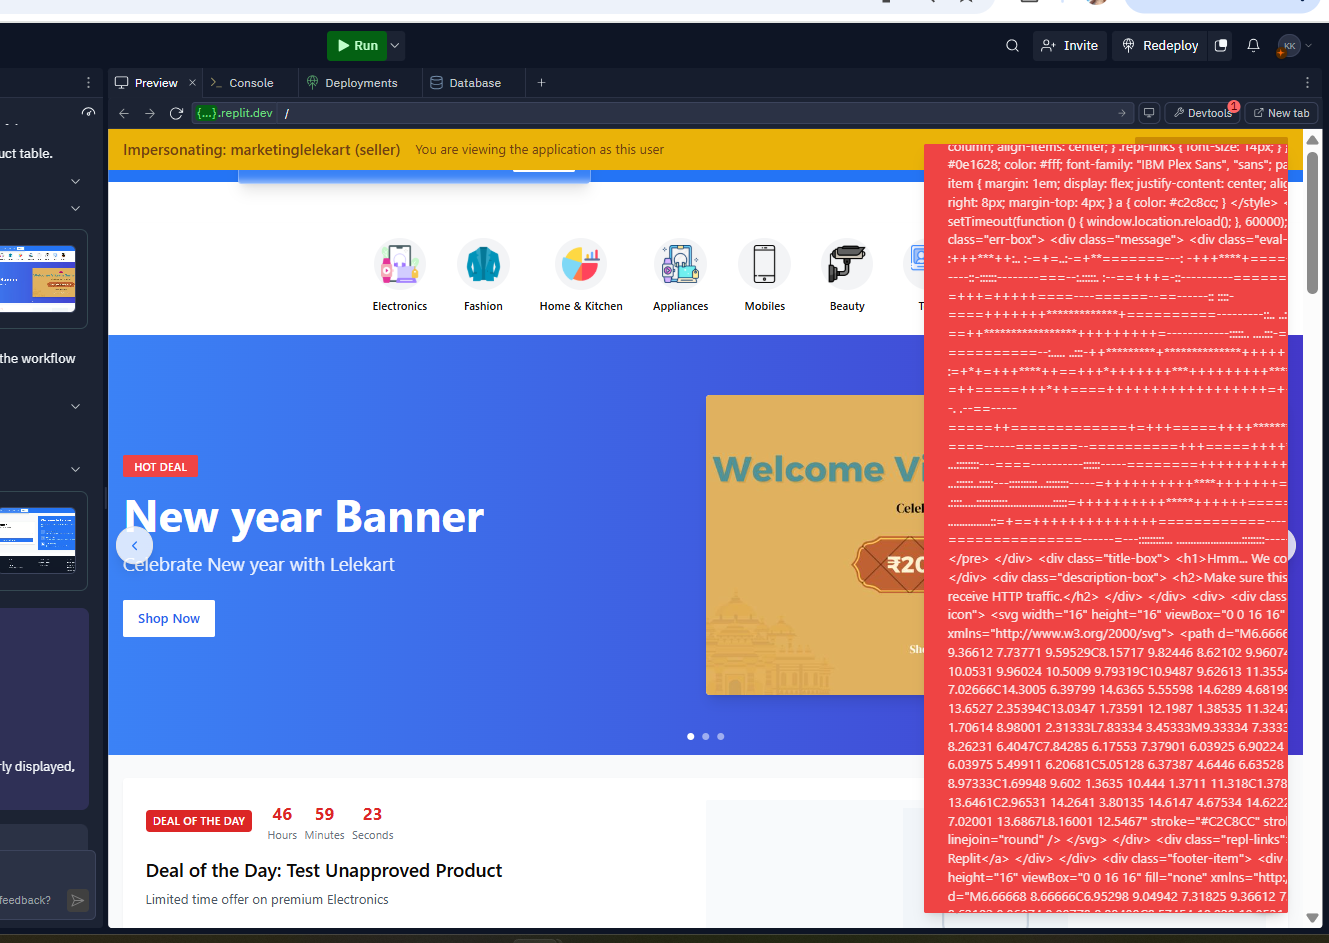 Run
Invite
Redeploy
KK
Preview
Console
Deployments
Database
{...}.replit.dev /
Devtools
1
New tab
uct table.
the workflow
rly displayed,
feedback?
Impersonating: marketinglelekart (seller)
You are viewing the application as this user
Electronics
Fashion
Home & Kitchen
Appliances
Mobiles
Beauty
T
HOT DEAL
New year Banner
Celebrate New year with Lelekart
Shop Now
Welcome Vi
Celel
₹20
Sh
DEAL OF THE DAY
46
59
23
Hours
Minutes
Seconds
Deal of the Day: Test Unapproved Product
Limited time offer on premium Electronics
column; align-items: center; } .repl-links { font-size: 14px; } }
#0e1628; color: #fff; font-family: "IBM Plex Sans", "sans"; pa
item { margin: 1em; display: flex; justify-content: center; alig
right: 8px; margin-top: 4px; } a { color: #c2c8cc; } </style> <
setTimeout(function () { window.location.reload(); }, 60000);
class="err-box"> <div class="message"> <div class="eval-
</pre> </div> <div class="title-box"> <h1>Hmm... We co
</div> <div class="description-box"> <h2>Make sure this
receive HTTP traffic.</h2> </div> </div> <div> <div class
icon"> <svg width="16" height="16" viewBox="0 0 16 16"
xmlns="http://www.w3.org/2000/svg"> <path d="M6.6666
9.36612 7.73771 9.59529C8.15717 9.82446 8.62102 9.96074
10.0531 9.96024 10.5009 9.79319C10.9487 9.62613 11.3554
7.02666C14.3005 6.39799 14.6365 5.55598 14.6289 4.68199
13.6527 2.35394C13.0347 1.73591 12.1987 1.38535 11.3247
1.70614 8.98001 2.31333L7.83334 3.45333M9.33334 7.3333
8.26231 6.4047C7.84285 6.17553 7.37901 6.03925 6.90224
6.03975 5.49911 6.20681C5.05128 6.37387 4.6446 6.63528
8.97333C1.69948 9.602 1.3635 10.444 1.3711 11.318C1.378
13.6461C2.96531 14.2641 3.80135 14.6147 4.67534 14.6222
7.02001 13.6867L8.16001 12.5467" stroke="#C2C8CC" strok
linejoin="round" /> </svg> </div> <div class="repl-links"
Replit</a> </div> </div> <div class="footer-item"> <div
height="16" viewBox="0 0 16 16" fill="none" xmlns="http:/
d="M6.66668 8.66666C6.95298 9.04942 7.31825 9.36612 7